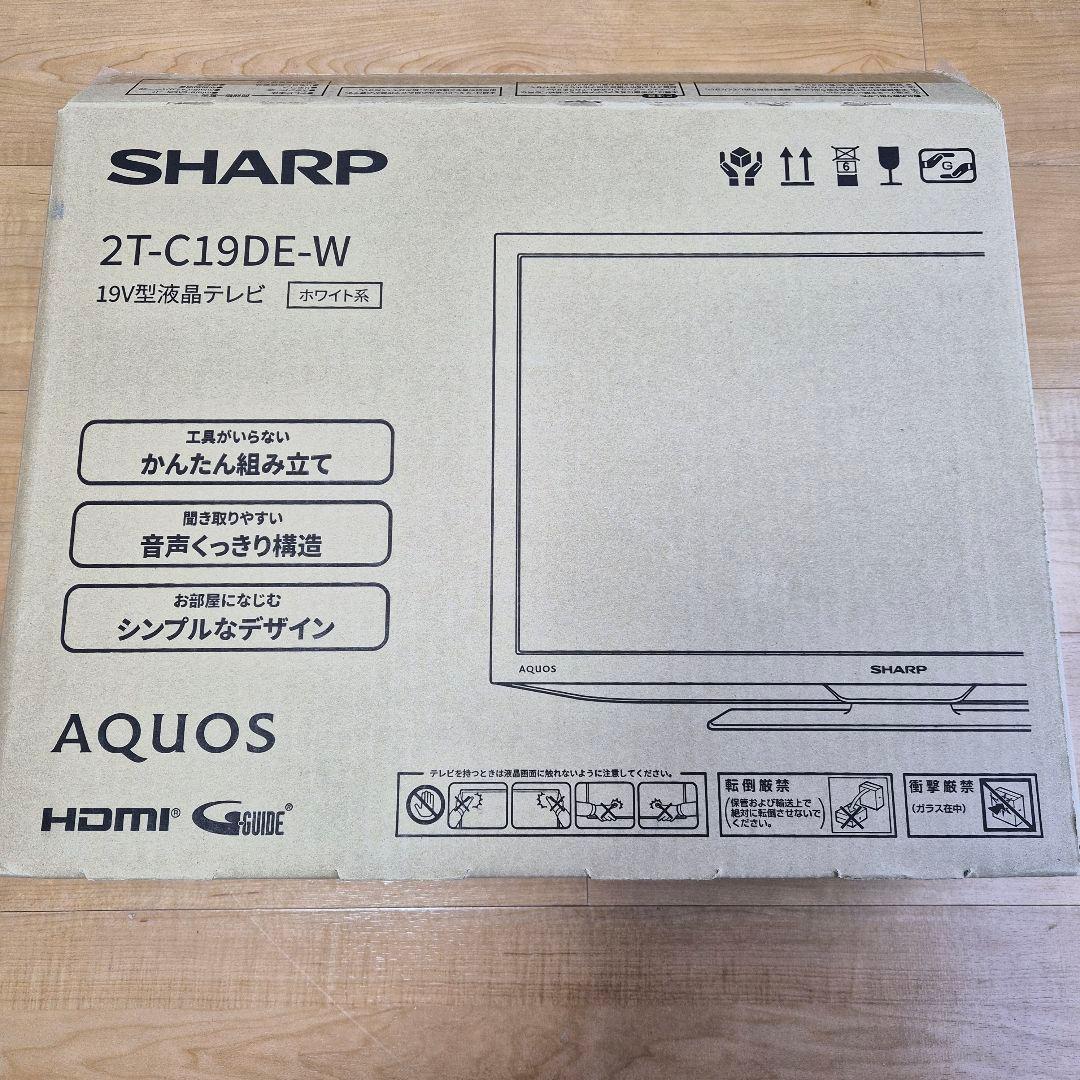 SHARP
6
G
2T-C19DE-W
19V型液晶テレビ ホワイト系
工具がいらない
かんたん組み立て
聞き取りやすい
音声くっきり構造
お部屋になじむ
シンプルなデザイン
AQUOS SHARP
AQUOS
HDMI® G-GUIDE®
テレビを持つときは液晶画面に触れないように注意してください。
転倒厳禁
(保管および輸送上で
絶対に転倒させないで
ください。)
衝撃厳禁
(ガラス在中)